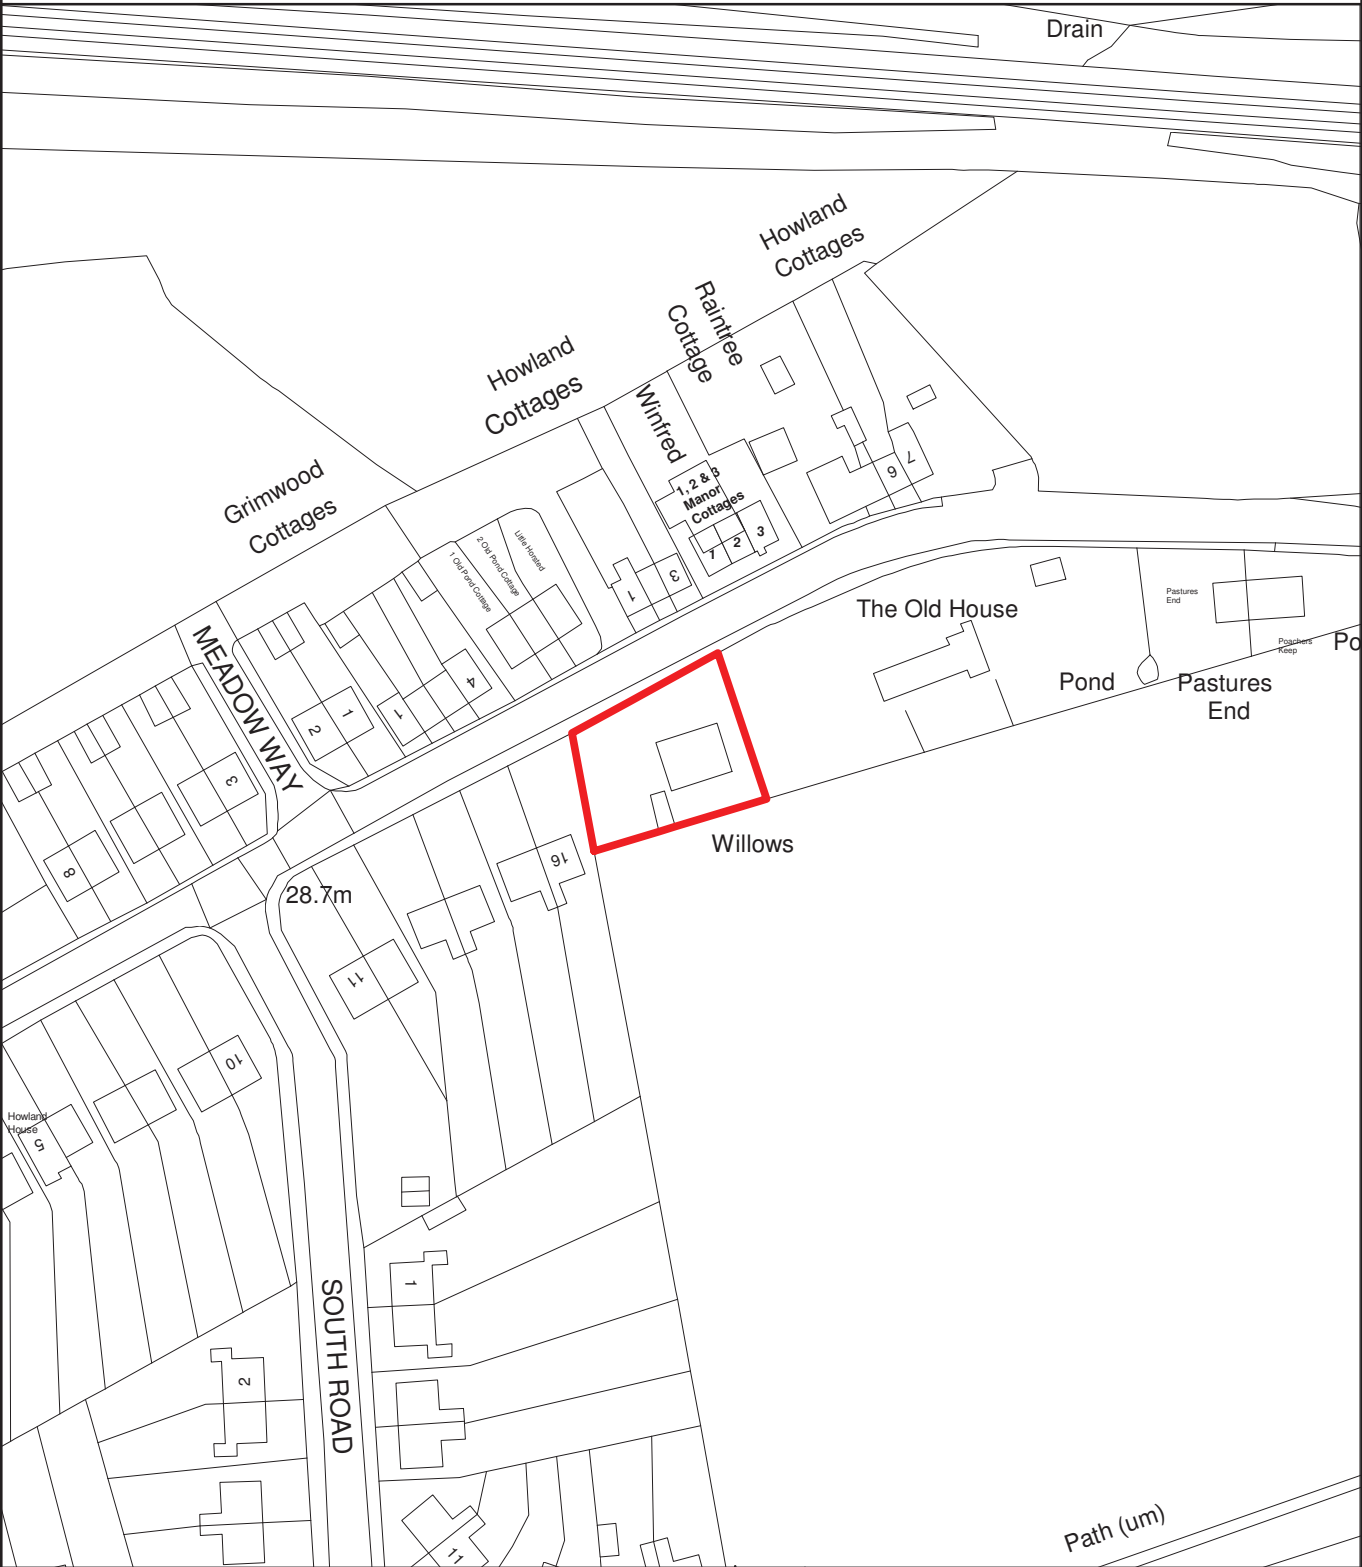 Drain
Howland
Cottages
Raintree
Cottage
Howland
Cottages
Winfred
Grimwood
Cottages
1, 2 & 3
Manor
Cottages
7
6
3
2
1
3
1
Little Horsted
2 Old Pond Cottage
1 Old Pond Cottage
The Old House
Pastures
End
Poachers
Keep
Po
Pond
Pastures
End
MEADOW WAY
4
1
1
2
3
8
Willows
16
28.7m
11
10
Howland
House
5
1
SOUTH ROAD
2
11
Path (um)